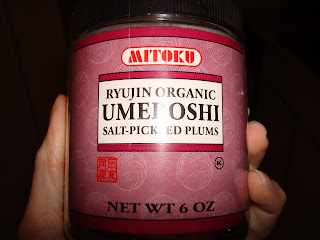 MITOKU
RYUJIN ORGANIC
UMEBOSHI
SALT-PICKLED PLUMS
K
NET WT 6 OZ